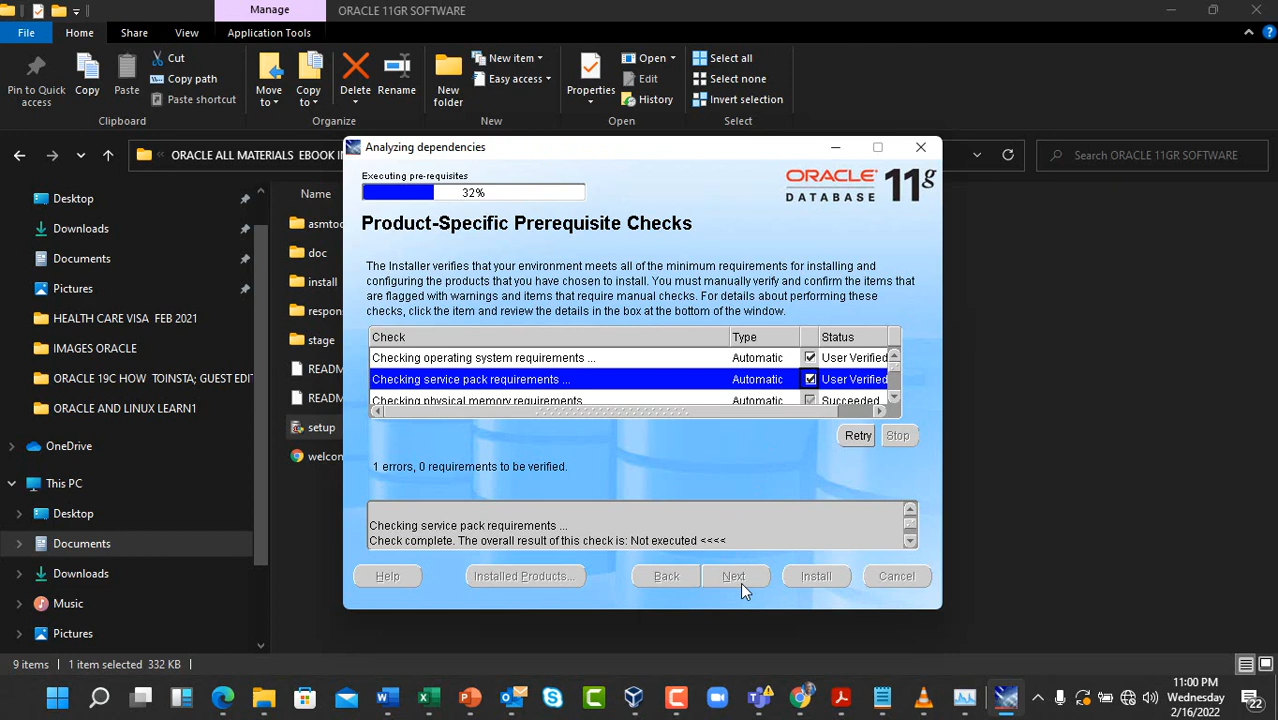 Manage
ORACLE 11GR SOFTWARE
File
Home
Share
View
Application Tools
Pin to Quick access
Copy
Paste
Cut
Copy path
Paste shortcut
Clipboard
Move to
Copy to
Delete
Rename
Organize
New folder
New item
Easy access
New
Properties
Open
Edit
History
Open
Select all
Select none
Invert selection
Select
« ORACLE ALL MATERIALS EBOOK
Search ORACLE 11GR SOFTWARE
Desktop
Downloads
Documents
Pictures
HEALTH CARE VISA FEB 2021
IMAGES ORACLE
ORACLE 19C HOW TOINSTA; GUEST EDIT
ORACLE AND LINUX LEARN1
OneDrive
This PC
Desktop
Documents
Downloads
Music
Pictures
Name
asmtoo
doc
install
respon
stage
README
README
setup
welcon
Analyzing dependencies
Executing pre-requisites
32%
ORACLE 11g
DATABASE
Product-Specific Prerequisite Checks
The Installer verifies that your environment meets all of the minimum requirements for installing and
configuring the products that you have chosen to install. You must manually verify and confirm the items that
are flagged with warnings and items that require manual checks. For details about performing these
checks, click the item and review the details in the box at the bottom of the window.
Check Type Status
Checking operating system requirements ... Automatic User Verified
Checking service pack requirements ... Automatic User Verified
Checking physical memory requirements Automatic Succeeded
Retry Stop
1 errors, 0 requirements to be verified.
Checking service pack requirements ...
Check complete. The overall result of this check is: Not executed <<<<
Help Installed Products... Back Next Install Cancel
9 items 1 item selected 332 KB
11:00 PM
Wednesday
2/16/2022
22